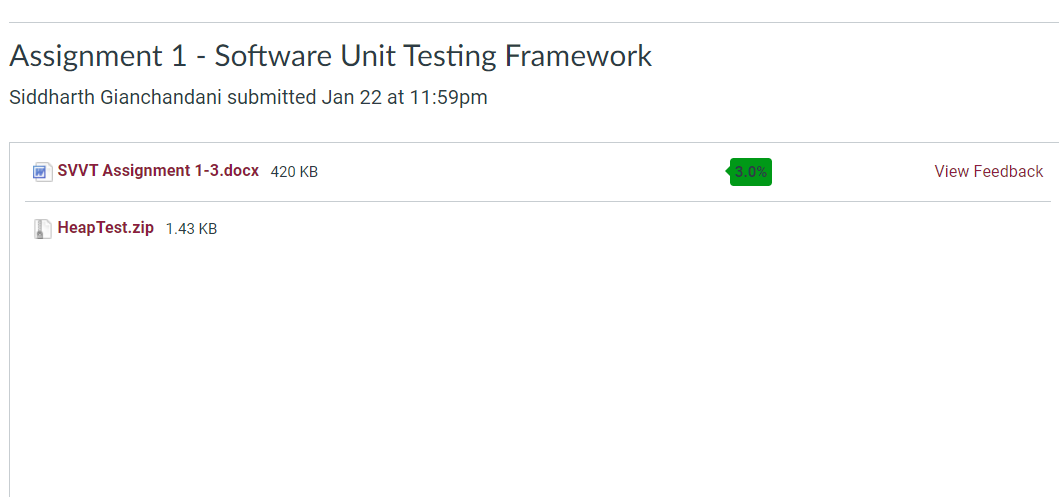 Assignment 1 - Software Unit Testing Framework
Siddharth Gianchandani submitted Jan 22 at 11:59pm
SVVT Assignment 1-3.docx 420 KB 3.0% View Feedback
HeapTest.zip 1.43 KB